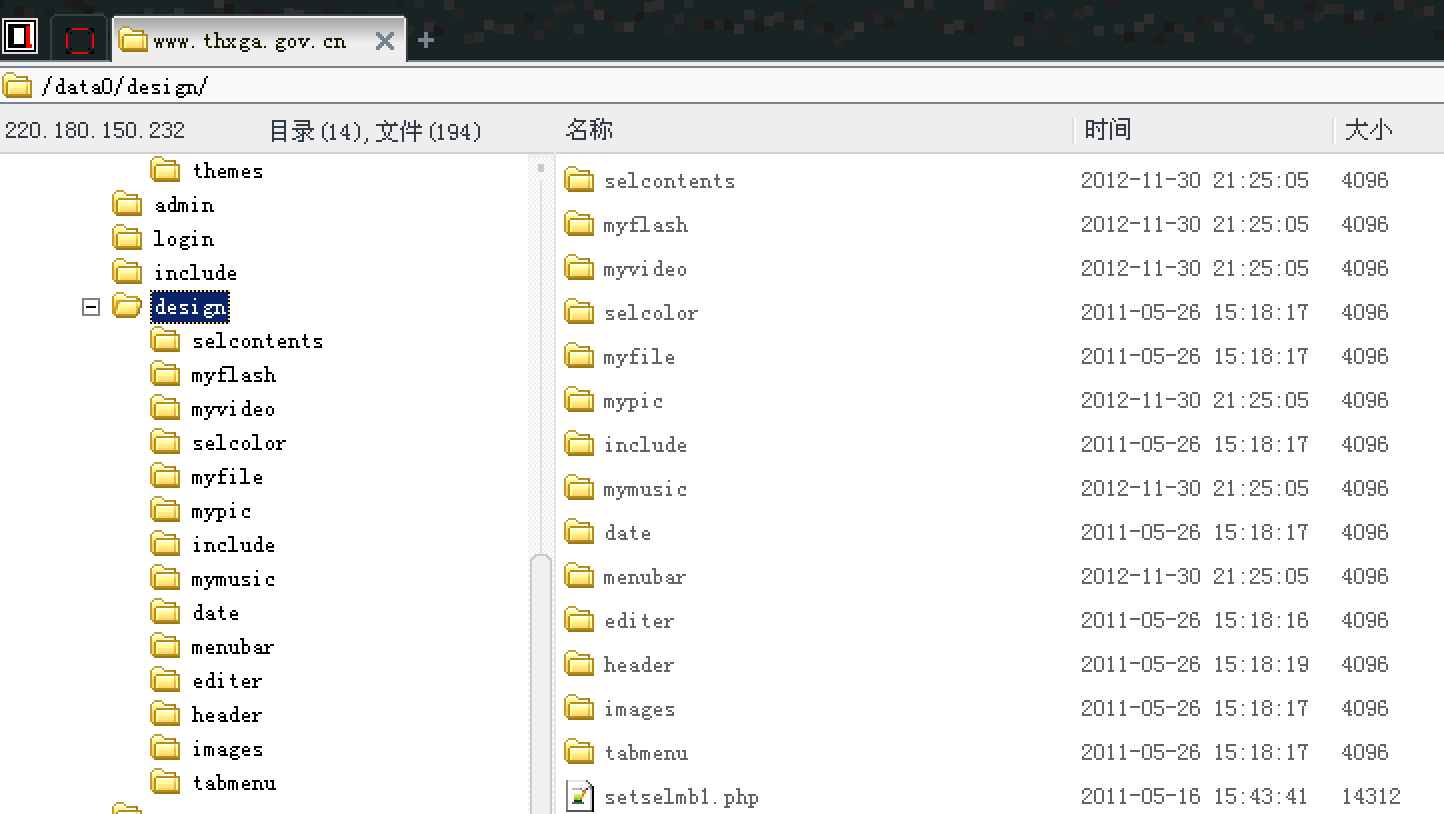 www.thxga.gov.cn
/data0/design/
220.180.150.232 目录(14),文件(194) 名称 时间 大小
themes
admin
login
include
design
selcontents
myflash
myvideo
selcolor
myfile
mypic
include
mymusic
date
menubar
editer
header
images
tabmenu
selcontents 2012-11-30 21:25:05 4096
myflash 2012-11-30 21:25:05 4096
myvideo 2012-11-30 21:25:05 4096
selcolor 2011-05-26 15:18:17 4096
myfile 2011-05-26 15:18:17 4096
mypic 2012-11-30 21:25:05 4096
include 2011-05-26 15:18:17 4096
mymusic 2012-11-30 21:25:05 4096
date 2011-05-26 15:18:17 4096
menubar 2012-11-30 21:25:05 4096
editer 2011-05-26 15:18:16 4096
header 2011-05-26 15:18:19 4096
images 2011-05-26 15:18:17 4096
tabmenu 2011-05-26 15:18:17 4096
setselmb1.php 2011-05-16 15:43:41 14312